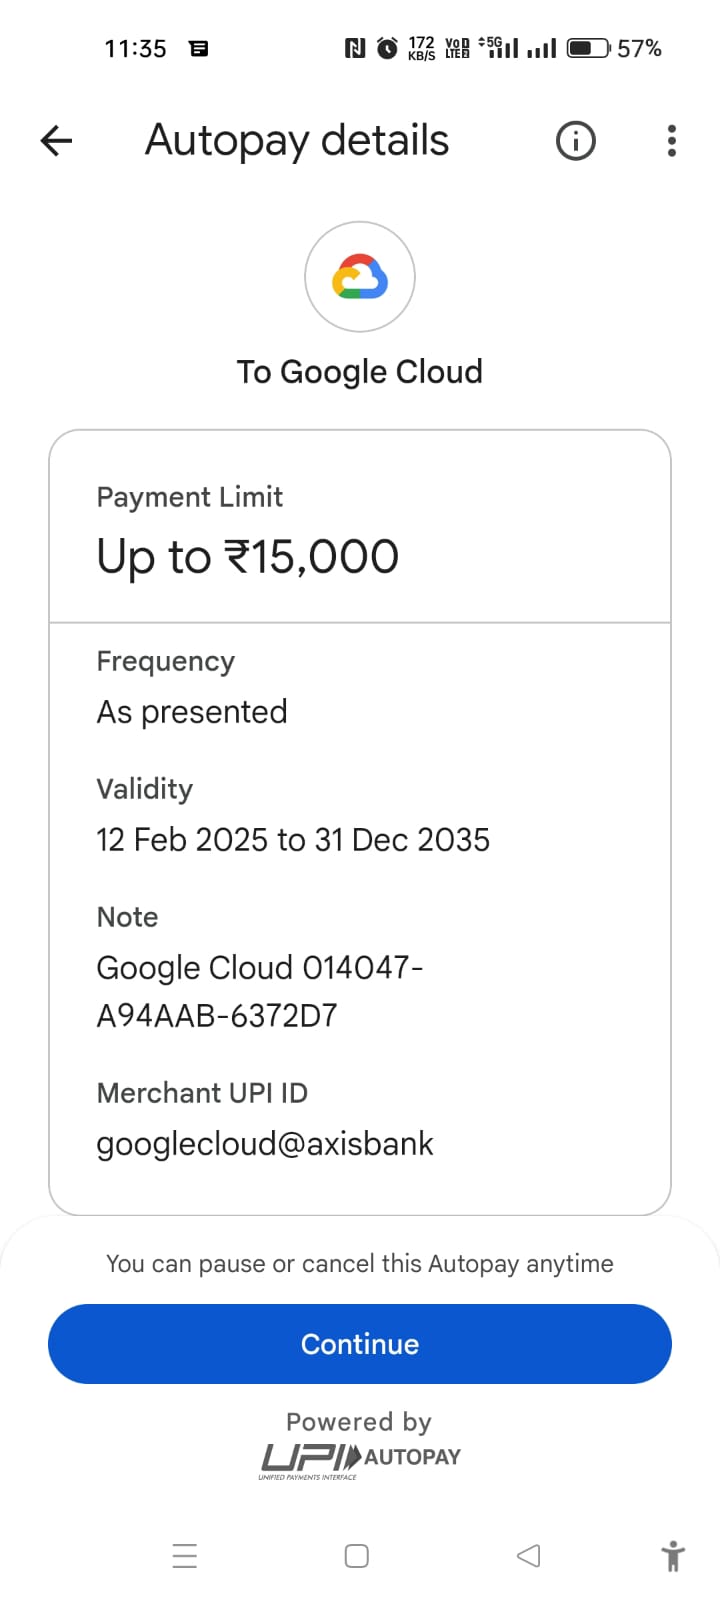 11:35 172 KB/S VoD LTE2 5G 57%
Autopay details
To Google Cloud
Payment Limit
Up to ₹15,000
Frequency
As presented
Validity
12 Feb 2025 to 31 Dec 2035
Note
Google Cloud 014047-
A94AAB-6372D7
Merchant UPI ID
googlecloud@axisbank
You can pause or cancel this Autopay anytime
Continue
Powered by
UPI AUTOPAY
UNIFIED PAYMENTS INTERFACE